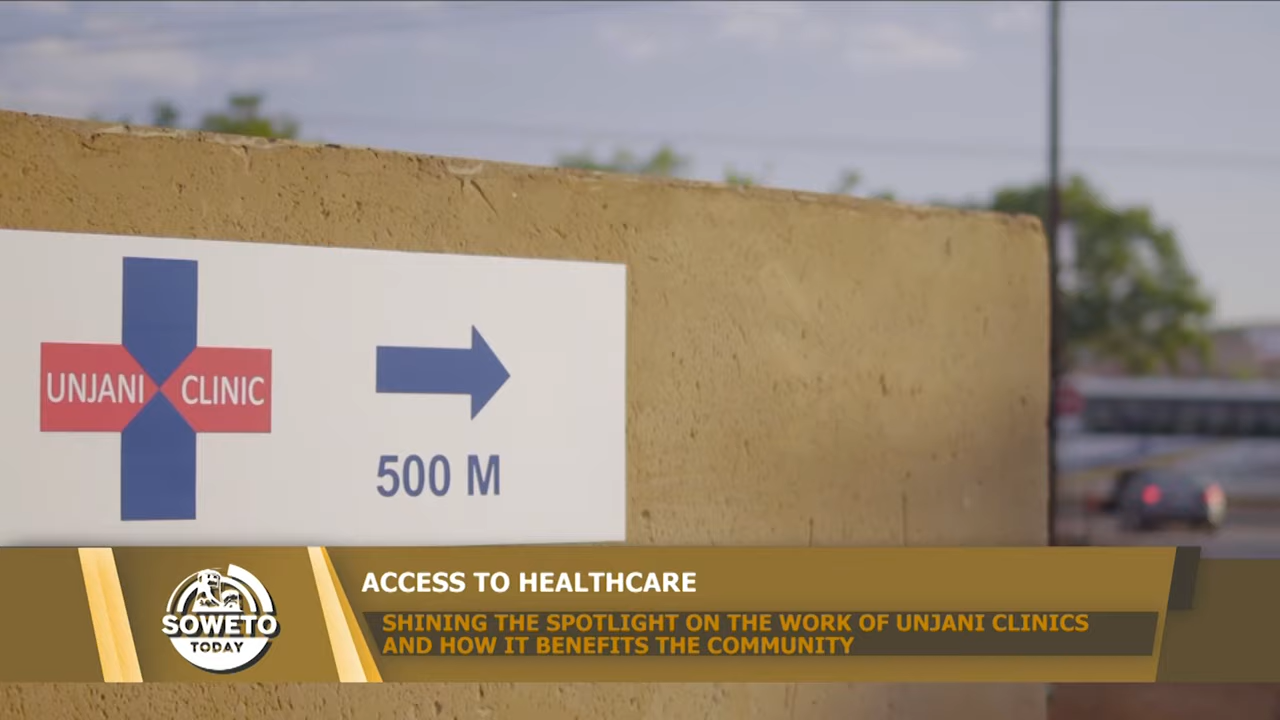 UNJANI CLINIC
500 M
ACCESS TO HEALTHCARE
SHINING THE SPOTLIGHT ON THE WORK OF UNJANI CLINICS
AND HOW IT BENEFITS THE COMMUNITY
SOWETO
TODAY